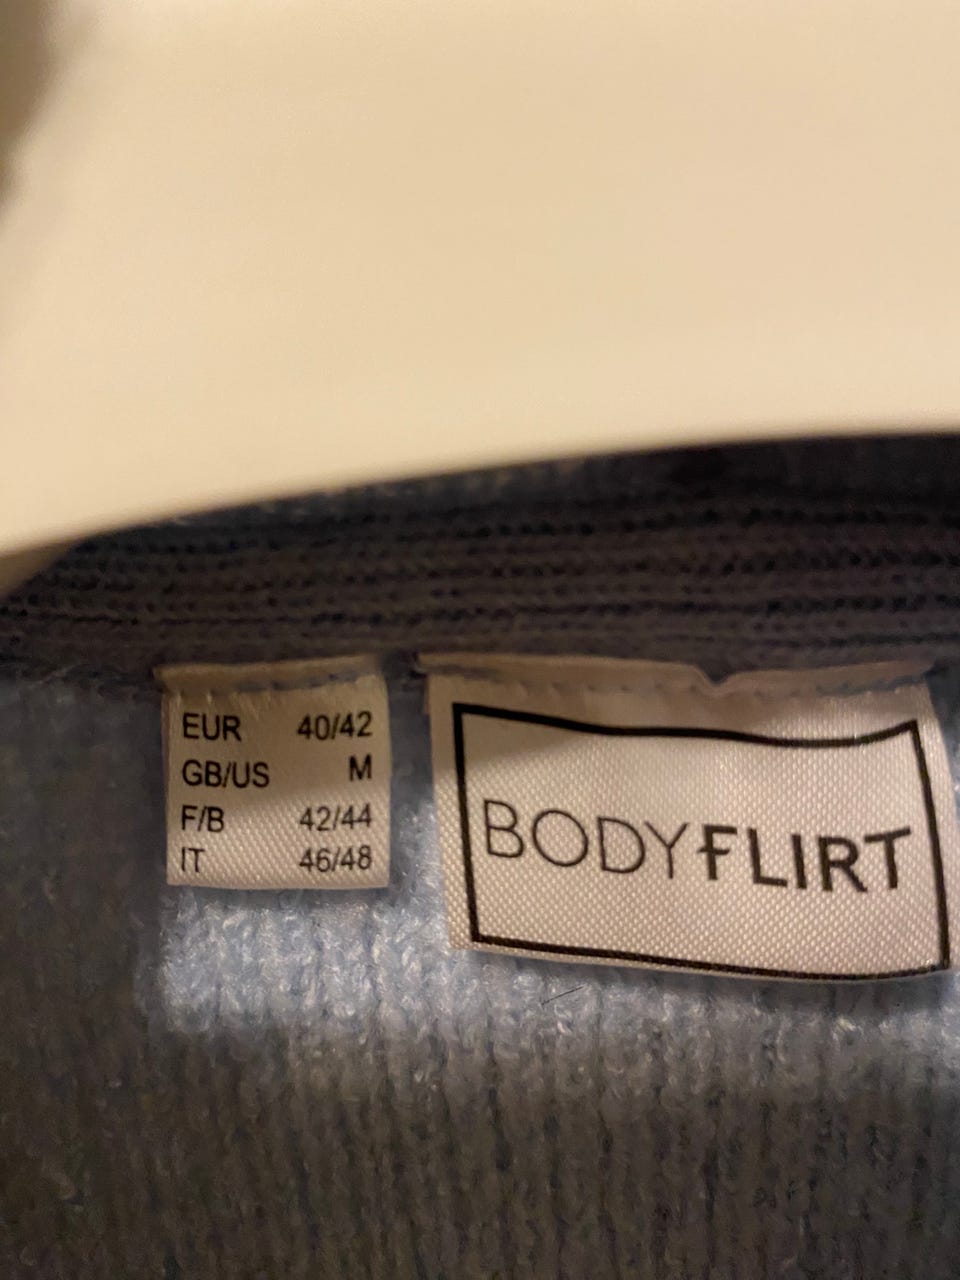 EUR 40/42
GB/US M
F/B 42/44
IT 46/48
BODYFLIRT